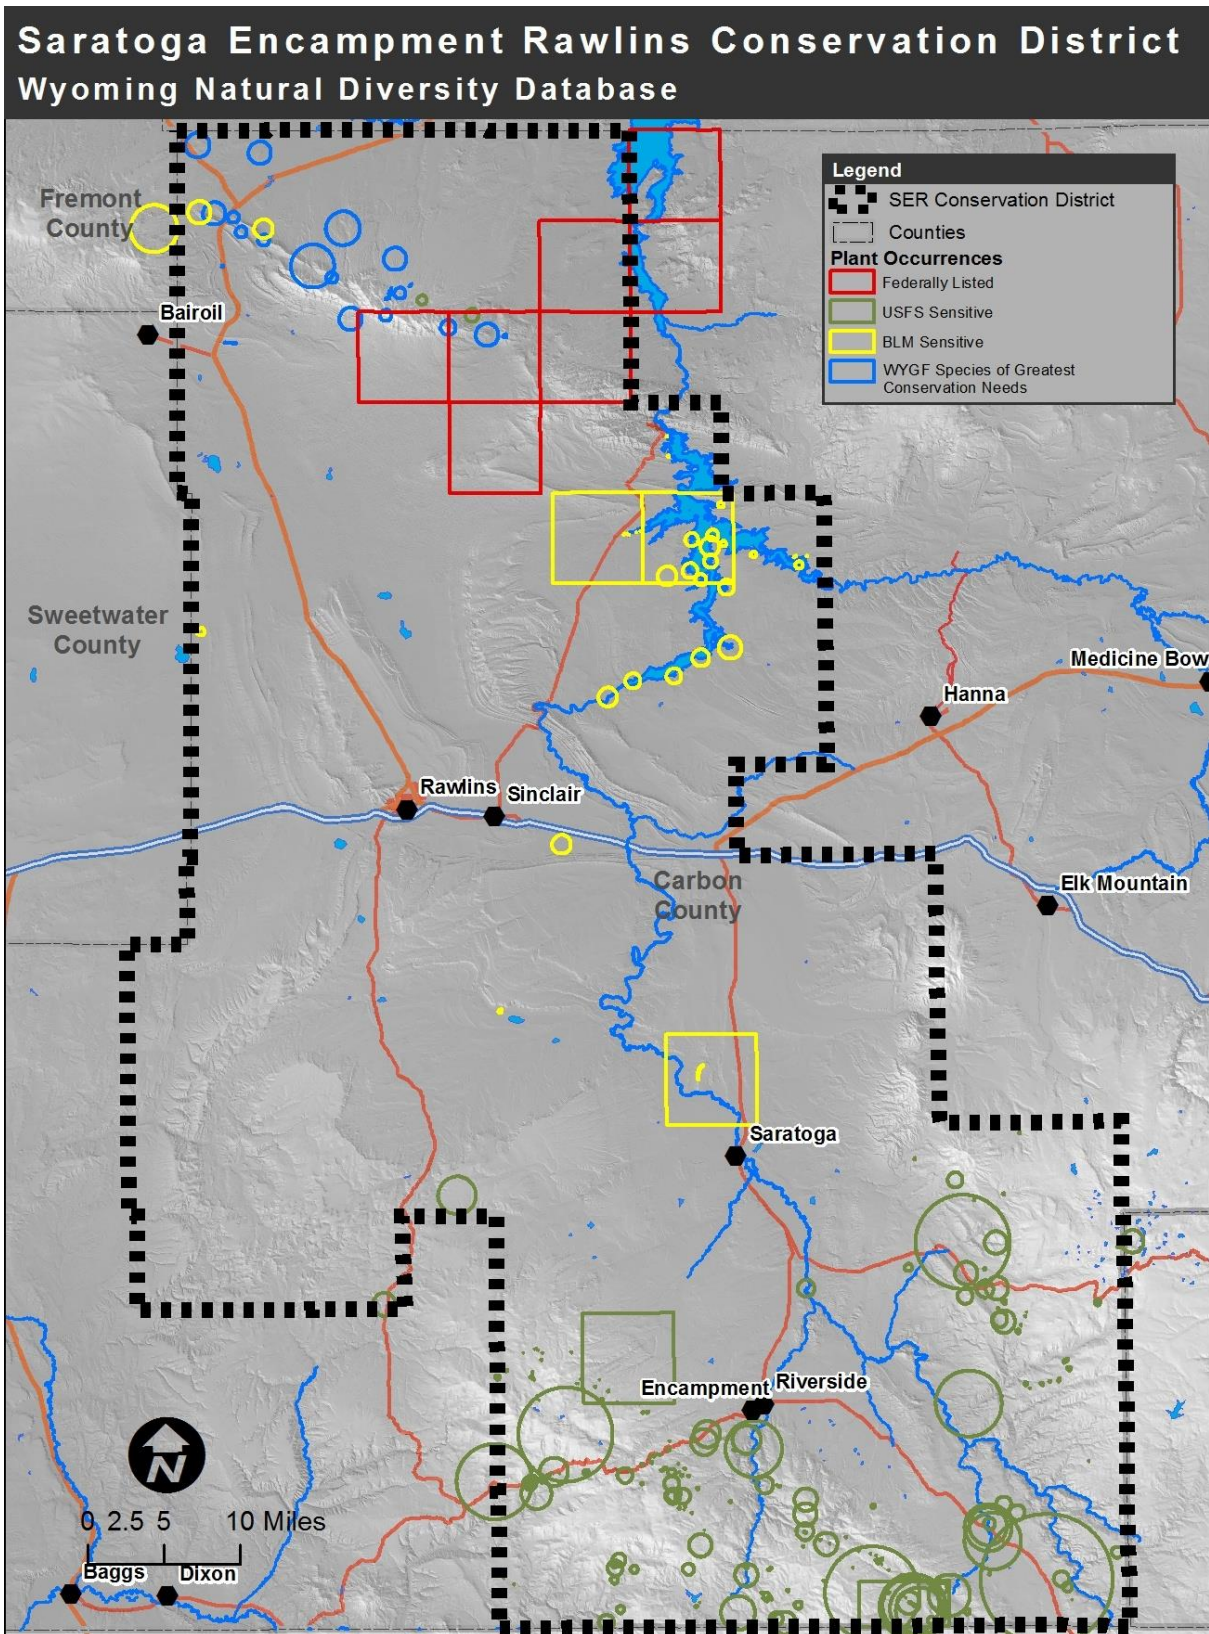 Saratoga Encampment Rawlins Conservation District
Wyoming Natural Diversity Database
Legend
SER Conservation District
Counties
Plant Occurrences
Federally Listed
USFS Sensitive
BLM Sensitive
WYGF Species of Greatest
Conservation Needs
Fremont
County
Bairoil
Sweetwater
County
Medicine Bow
Hanna
Rawlins
Sinclair
Carbon
County
Elk Mountain
Saratoga
Encampment
Riverside
N
0 2.5 5 10 Miles
Baggs
Dixon